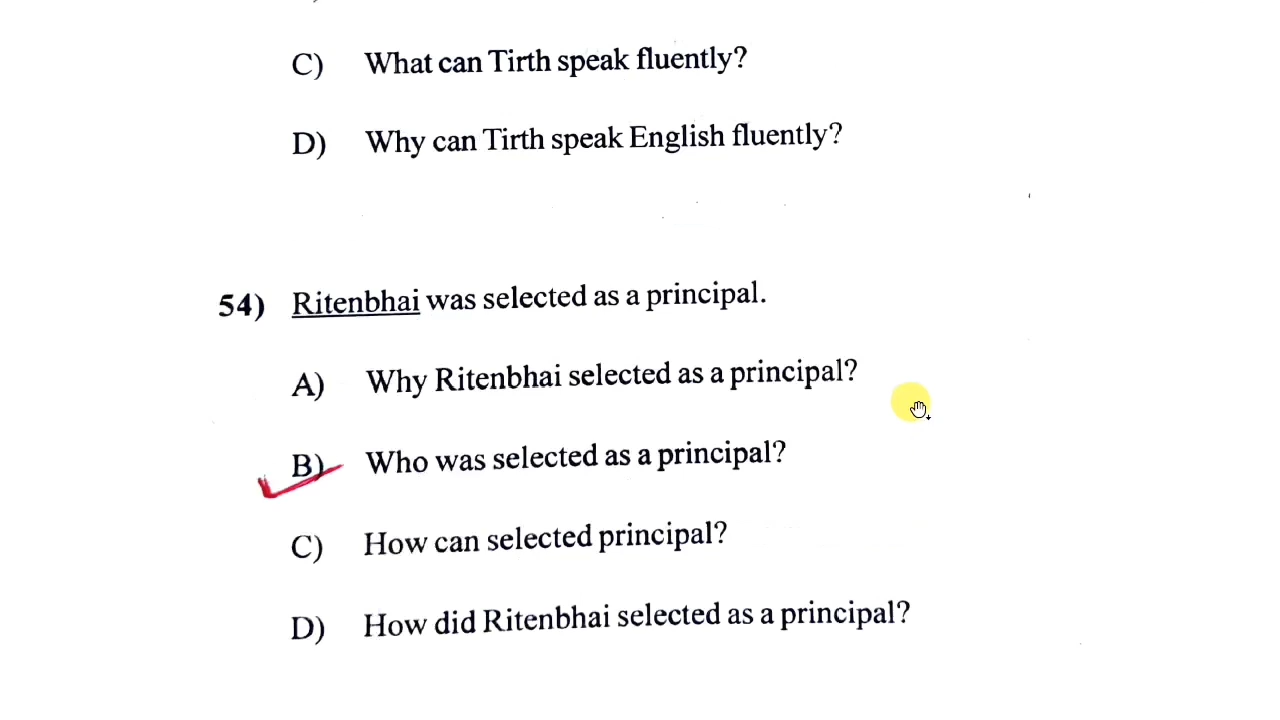 C) What can Tirth speak fluently?
D) Why can Tirth speak English fluently?
54) Ritenbhai was selected as a principal.
A) Why Ritenbhai selected as a principal?
B) Who was selected as a principal?
C) How can selected principal?
D) How did Ritenbhai selected as a principal?